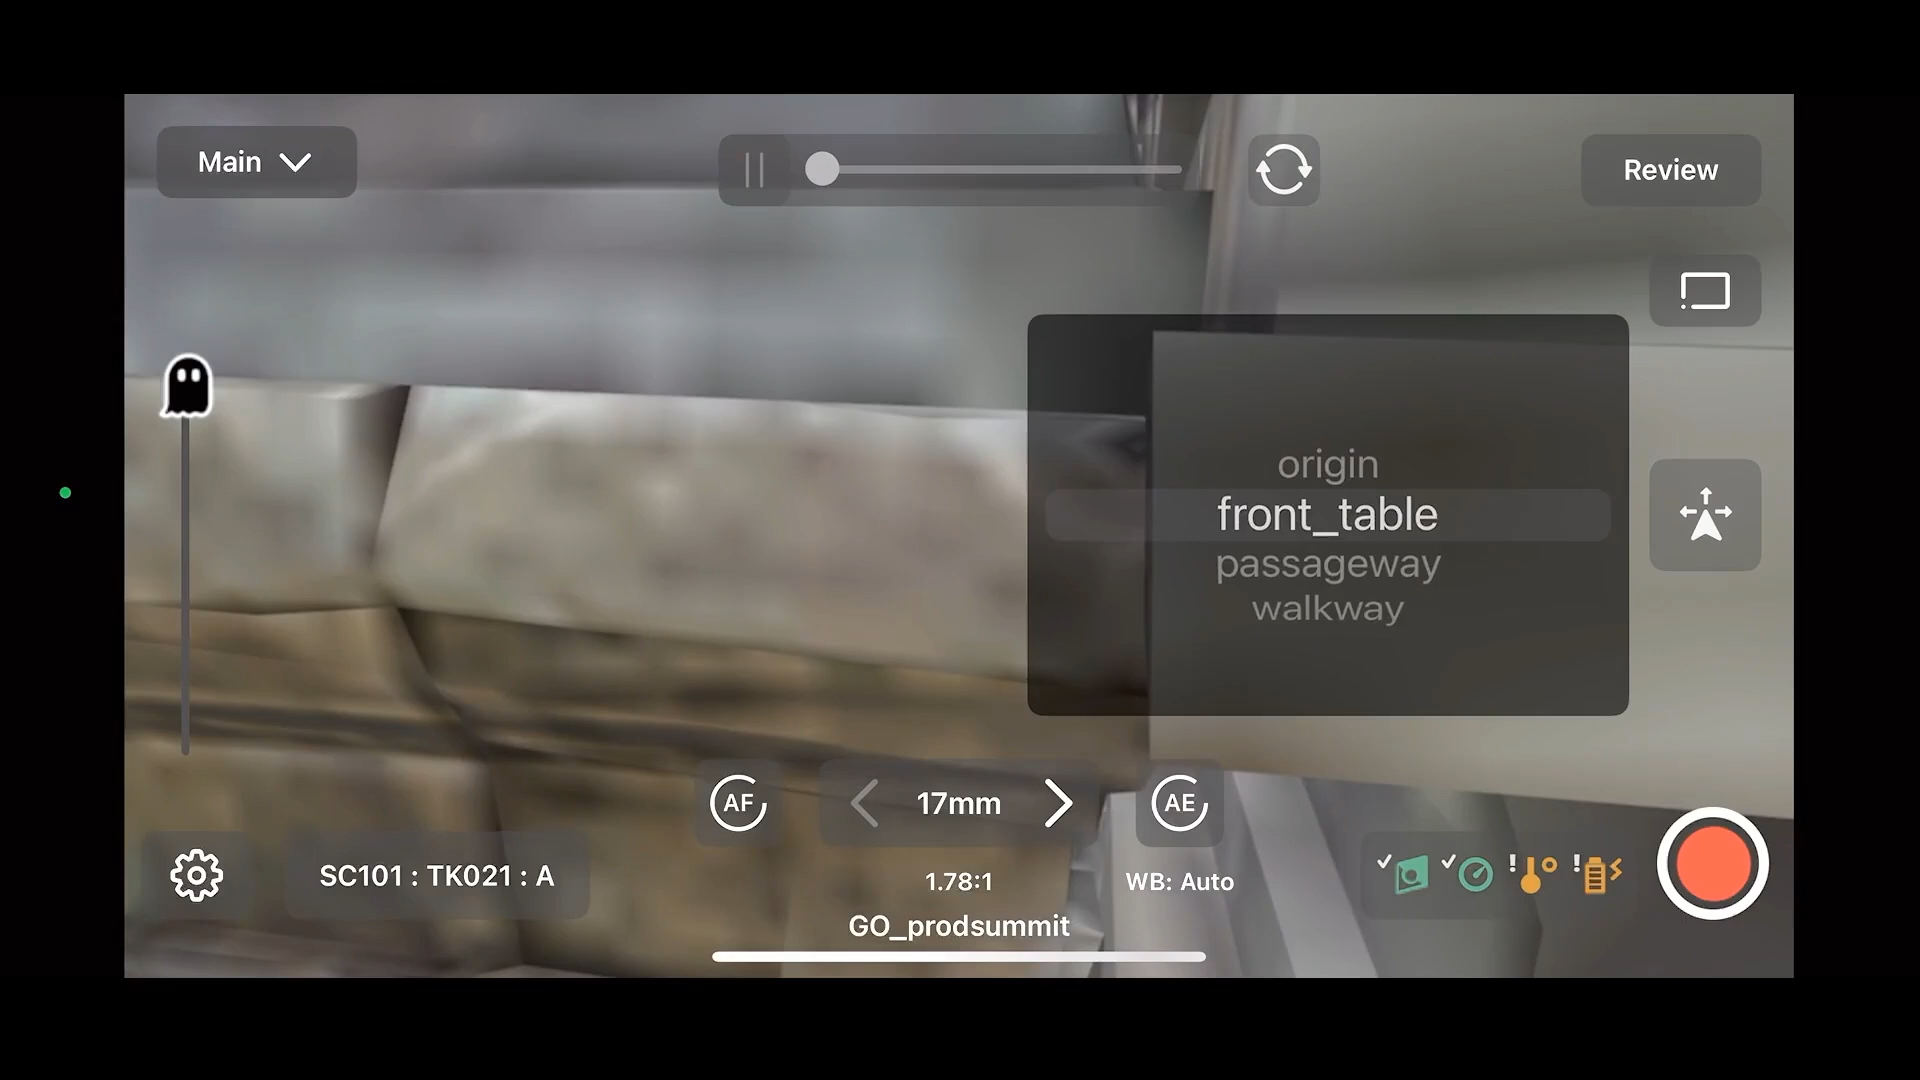 Main
Review
origin
front_table
passageway
walkway
AF
17mm
AE
SC101 : TK021 : A
1.78:1
WB: Auto
GO_prodsummit